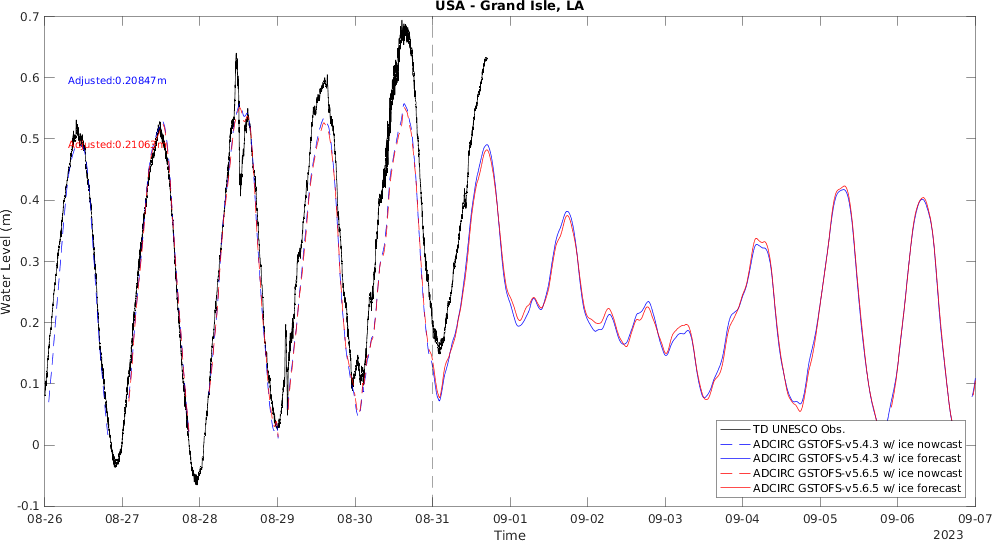 USA - Grand Isle, LA
0.7
0.6
0.5
0.4
0.3
0.2
0.1
0
-0.1
Water Level (m)
Adjusted:0.20847m
Adjusted:0.21063m
TD UNESCO Obs.
ADCIRC GSTOFS-v5.4.3 w/ ice nowcast
ADCIRC GSTOFS-v5.4.3 w/ ice forecast
ADCIRC GSTOFS-v5.6.5 w/ ice nowcast
ADCIRC GSTOFS-v5.6.5 w/ ice forecast
08-26 08-27 08-28 08-29 08-30 08-31 09-01 09-02 09-03 09-04 09-05 09-06 09-07
Time
2023